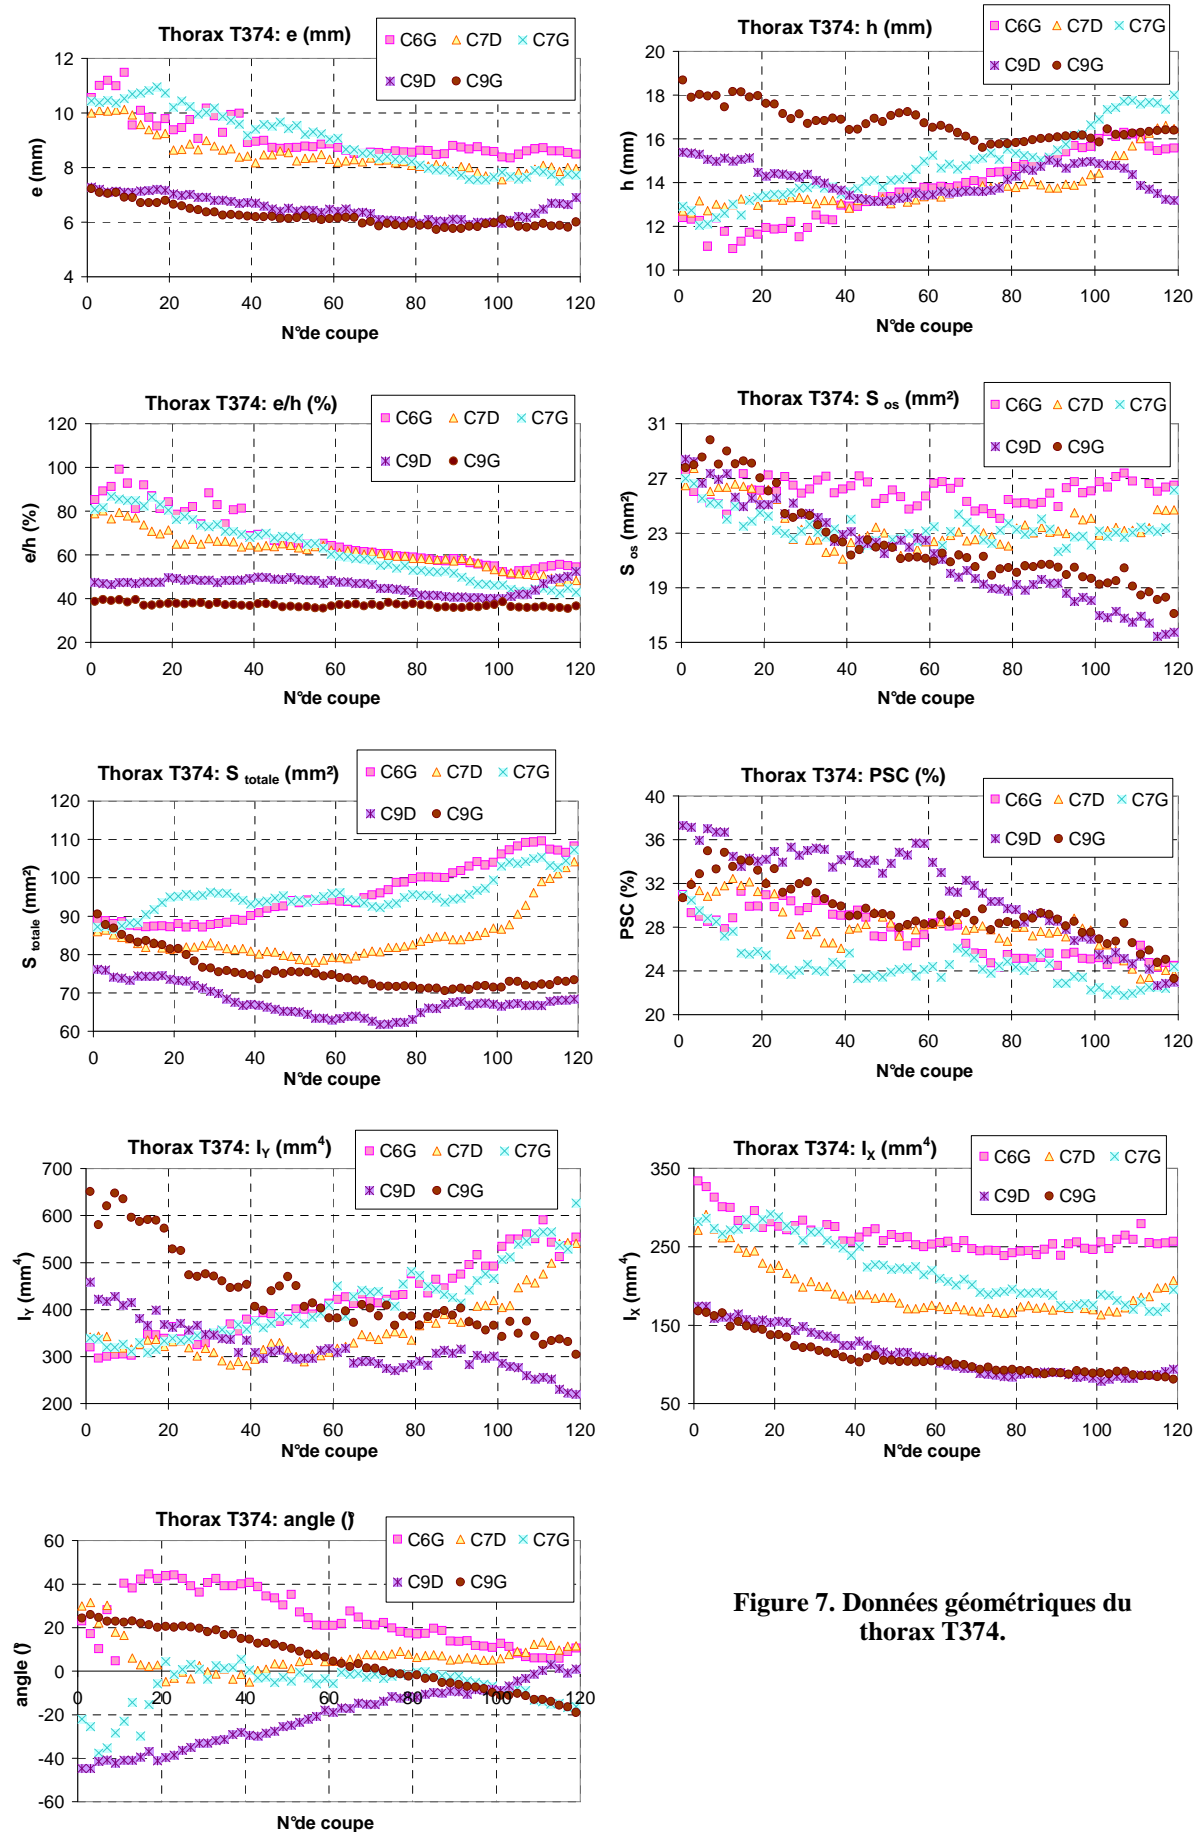 Thorax T374: e (mm)
C6G C7D C7G
C9D C9G
12
10
8
6
4
e (mm)
0 20 40 60 80 100 120
N°de coupe
Thorax T374: h (mm)
C6G C7D C7G
C9D C9G
20
18
16
14
12
10
h (mm)
0 20 40 60 80 100 120
N°de coupe
Thorax T374: e/h (%)
C6G C7D C7G
C9D C9G
120
100
80
60
40
20
e/h (%)
0 20 40 60 80 100 120
N°de coupe
Thorax T374: S os (mm²)
C6G C7D C7G
C9D C9G
31
27
23
19
15
S os (mm²)
0 20 40 60 80 100 120
N°de coupe
Thorax T374: S totale (mm²)
C6G C7D C7G
C9D C9G
120
110
100
90
80
70
60
S totale (mm²)
0 20 40 60 80 100 120
N°de coupe
Thorax T374: PSC (%)
C6G C7D C7G
C9D C9G
40
36
32
28
24
20
PSC (%)
0 20 40 60 80 100 120
N°de coupe
Thorax T374: IY (mm4)
C6G C7D C7G
C9D C9G
700
600
500
400
300
200
IY (mm4)
0 20 40 60 80 100 120
N°de coupe
Thorax T374: IX (mm4)
C6G C7D C7G
C9D C9G
350
250
150
50
IX (mm4)
0 20 40 60 80 100 120
N°de coupe
Thorax T374: angle (°)
C6G C7D C7G
C9D C9G
60
40
20
0
-20
-40
-60
angle (°)
0 20 40 60 80 100 120
N°de coupe
Figure 7. Données géométriques du
thorax T374.